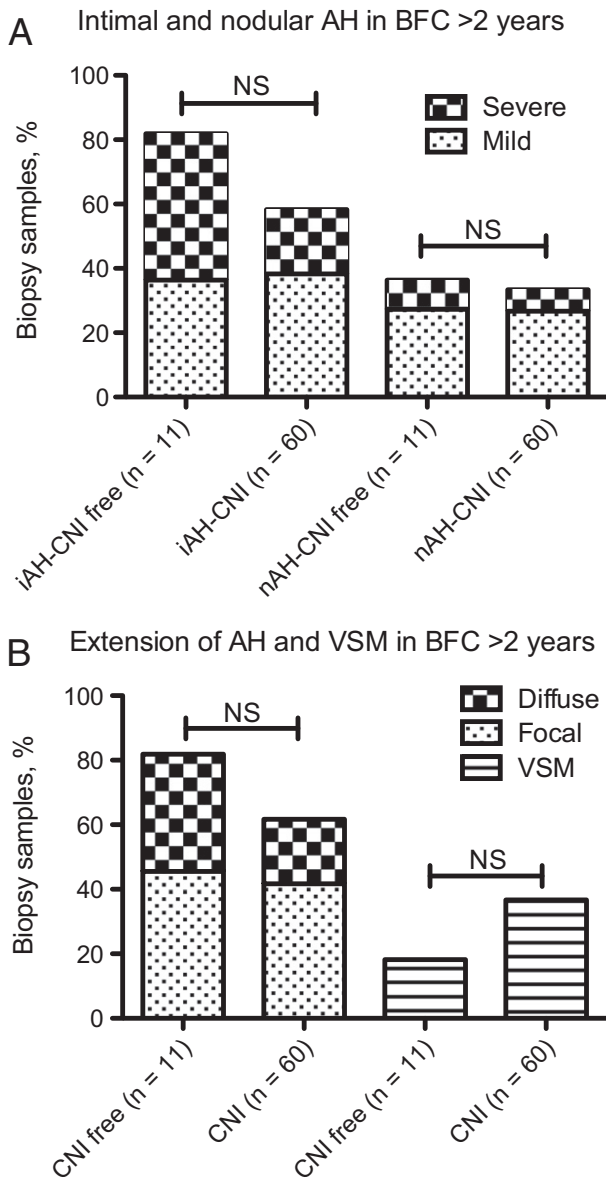 A
Intimal and nodular AH in BFC >2 years
Biopsy samples, %
100
80
60
40
20
0
NS
NS
Severe
Mild
iAH-CNI free (n = 11)
iAH-CNI (n = 60)
nAH-CNI free (n = 11)
nAH-CNI (n = 60)
B
Extension of AH and VSM in BFC >2 years
Biopsy samples, %
100
80
60
40
20
0
NS
NS
Diffuse
Focal
VSM
CNI free (n = 11)
CNI (n = 60)
CNI free (n = 11)
CNI (n = 60)